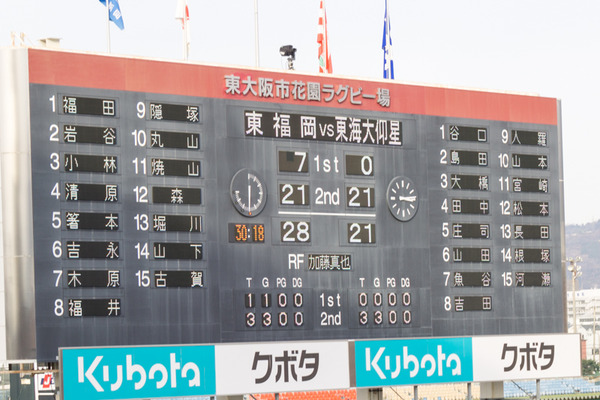 東大阪市花園ラグビー場
東福岡 VS 東海大仰星
7 1st 0
21 2nd 21
28 21
30:18
RF 加藤真也
T G PG DG T G PG DG
1 1 0 0 1st 0 0 0 0
3 3 0 0 2nd 3 3 0 0
1 福田 9 隠塚
2 岩谷 10 丸山
3 小林 11 焼山
4 清原 12 森
5 箸本 13 堀川
6 吉永 14 山下
7 木原 15 古賀
8 福井
1 谷口 9 人羅
2 島田 10 山本
3 大橋 11 宮崎
4 田中 12 松本
5 庄司 13 長田
6 山田 14 根塚
7 魚谷 15 河瀬
8 吉田
Kubota クボタ Kubota クボタ